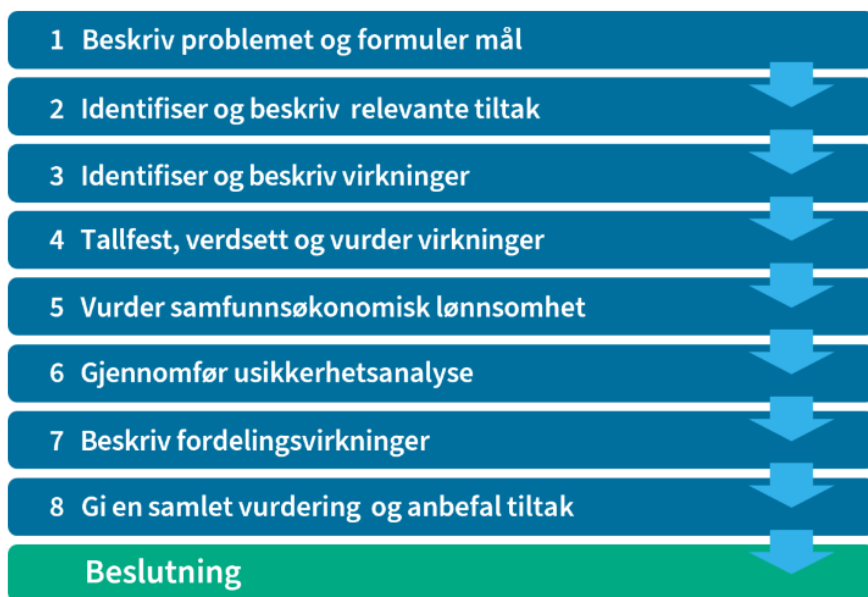 1 Beskriv problemet og formuler mål
2 Identifiser og beskriv relevante tiltak
3 Identifiser og beskriv virkninger
4 Tallfest, verdsett og vurder virkninger
5 Vurder samfunnsøkonomisk lønnsomhet
6 Gjennomfør usikkerhetsanalyse
7 Beskriv fordelingsvirkninger
8 Gi en samlet vurdering og anbefal tiltak
Beslutning